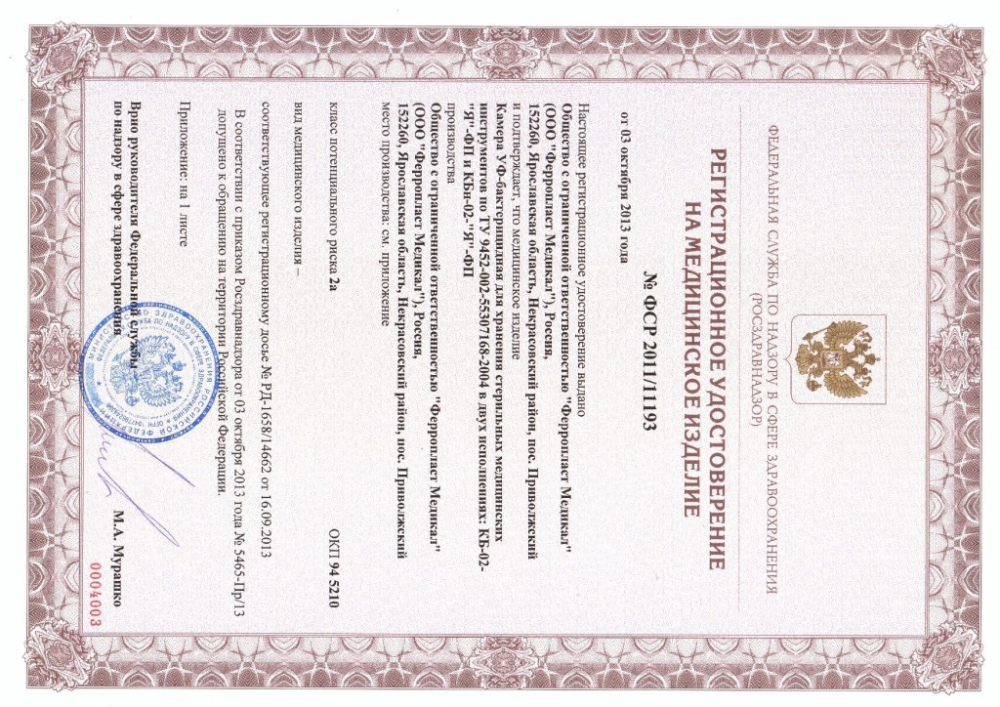 ФЕДЕРАЛЬНАЯ СЛУЖБА ПО НАДЗОРУ В СФЕРЕ ЗДРАВООХРАНЕНИЯ
(РОСЗДРАВНАДЗОР)
РЕГИСТРАЦИОННОЕ УДОСТОВЕРЕНИЕ
НА МЕДИЦИНСКОЕ ИЗДЕЛИЕ
№ ФСР 2011/11193
от 03 октября 2013 года
Настоящее регистрационное удостоверение выдано
Общество с ограниченной ответственностью "Ферропласт Медикал"
(ООО "Ферропласт Медикал"), Россия,
152260, Ярославская область, Некрасовский район, пос. Приволжский
и подтверждает, что медицинское изделие
Камера УФ-бактерицидная для хранения стерильных медицинских
инструментов по ТУ 9452-002-55307168-2004 в двух исполнениях: КБ-02-
"Я"-ФП и КБн-02-"Я"-ФП
производства
Общество с ограниченной ответственностью "Ферропласт Медикал"
(ООО "Ферропласт Медикал"), Россия,
152260, Ярославская область, Некрасовский район, пос. Приволжский
место производства: см. приложение
класс потенциального риска 2а ОКП 94 5210
вид медицинского изделия –
соответствующее регистрационному досье № РД-1658/14662 от 16.09.2013
В соответствии с приказом Росздравнадзора от 03 октября 2013 года № 5465-Пр/13
допущено к обращению на территории Российской Федерации.
Приложение: на 1 листе
Врио руководителя Федеральной службы
по надзору в сфере здравоохранения М.А. Мурашко
0004003